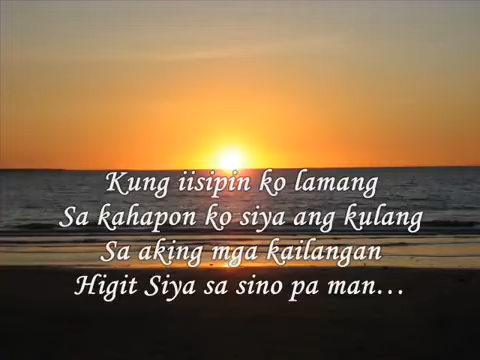 Kung iisipin ko lamang
Sa kahapon ko siya ang kulang
Sa aking mga kailangan
Higit Siya sa sino pa man…